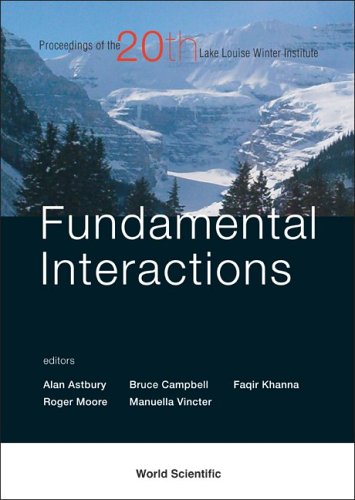 Proceedings of the 20th Lake Louise Winter Institute
Fundamental
Interactions
editors
Alan Astbury Bruce Campbell Faqir Khanna
Roger Moore Manuella Vincter
World Scientific